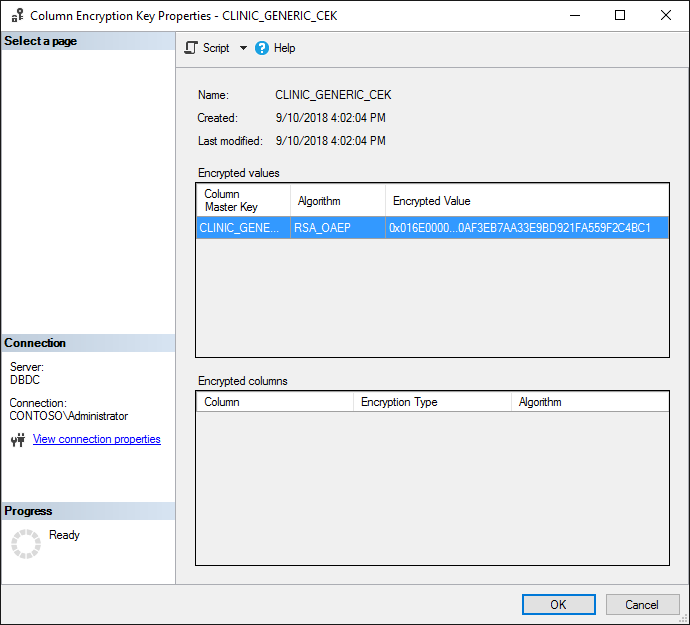 Column Encryption Key Properties - CLINIC_GENERIC_CEK
Select a page
Script
Help
Name: CLINIC_GENERIC_CEK
Created: 9/10/2018 4:02:04 PM
Last modified: 9/10/2018 4:02:04 PM
Encrypted values
Column
Master Key
Algorithm
Encrypted Value
CLINIC_GENE... RSA_OAEP 0x016E0000...0AF3EB7AA33E9BD921FA559F2C4BC1
Encrypted columns
Column Encryption Type Algorithm
Connection
Server:
DBDC
Connection:
CONTOSO\Administrator
View connection properties
Progress
Ready
OK Cancel